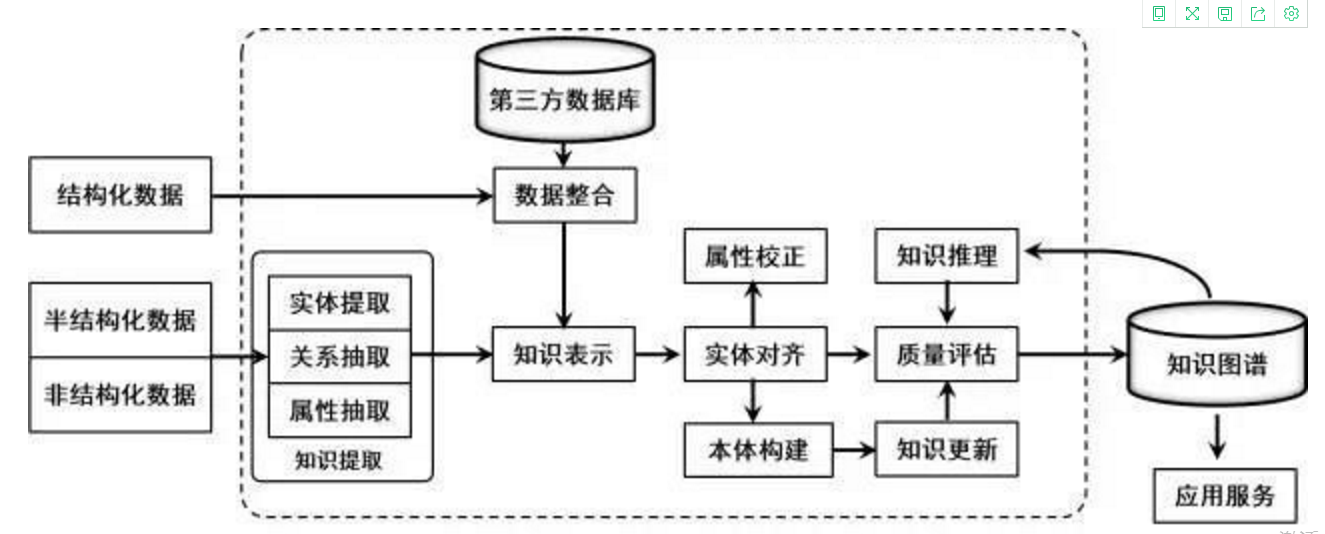 第三方数据库
结构化数据
数据整合
属性校正
知识推理
半结构化数据
非结构化数据
实体提取
关系抽取
属性抽取
知识提取
知识表示
实体对齐
质量评估
知识图谱
本体构建
知识更新
应用服务